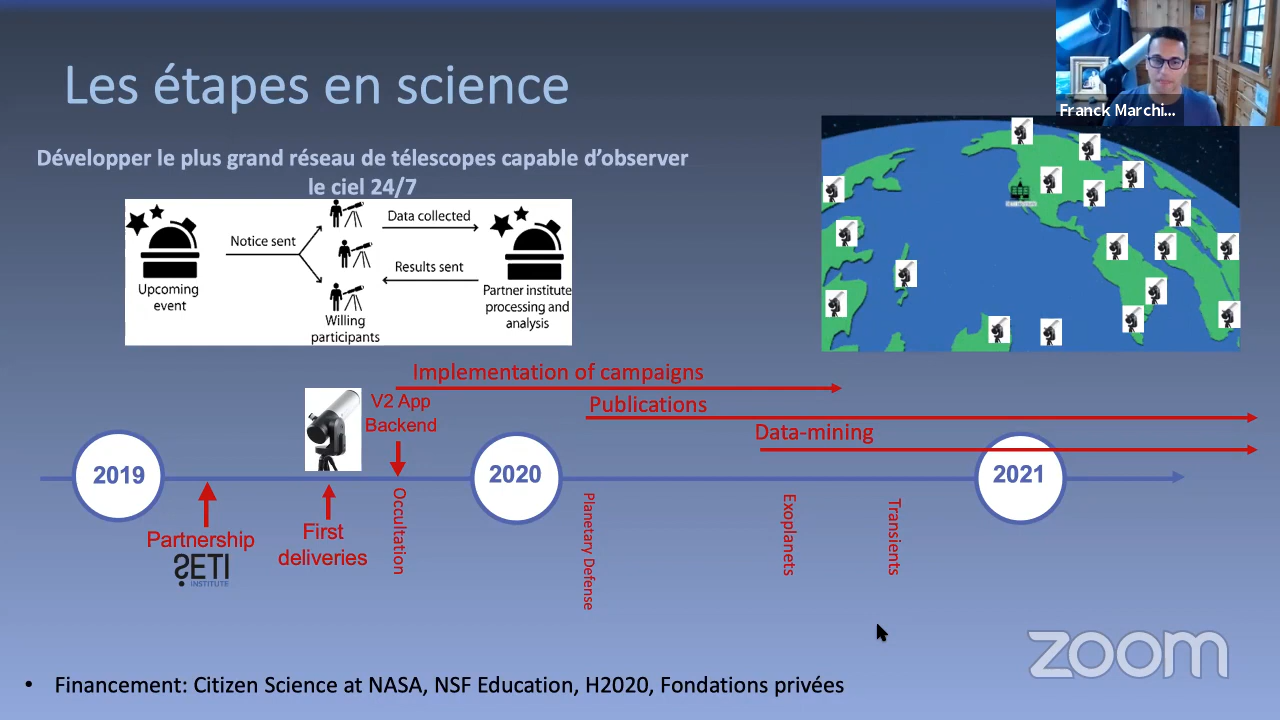 Les étapes en science
Franck Marchi...
Développer le plus grand réseau de télescopes capable d’observer
le ciel 24/7
Upcoming
event
Notice sent
Willing
participants
Data collected
Results sent
Partner institute
processing and
analysis
Implementation of campaigns
V2 App
Backend
Publications
Data-mining
2019
2020
2021
Partnership
SETI
INSTITUTE
First
deliveries
Occultation
Planetary Defense
Exoplanets
Transients
zoom
• Financement: Citizen Science at NASA, NSF Education, H2020, Fondations privées